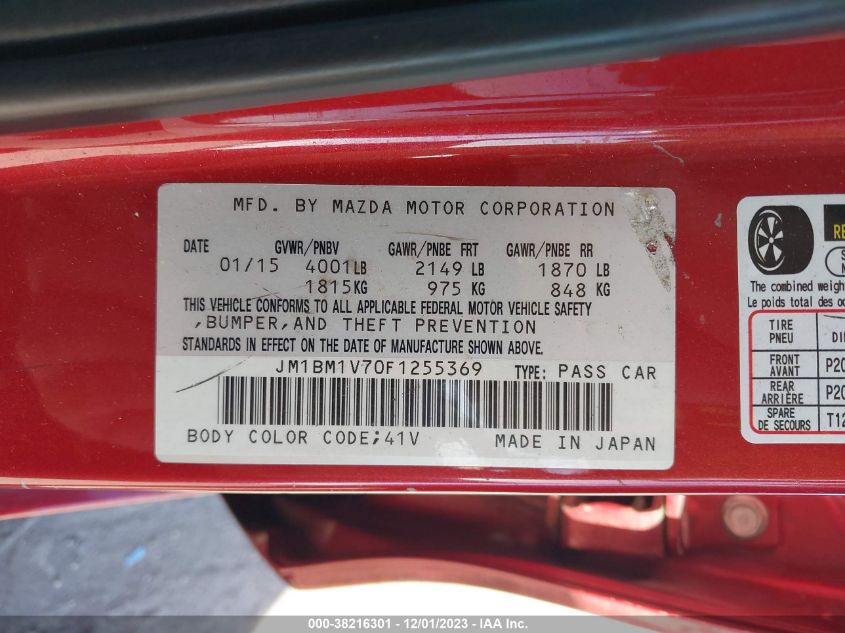 MFD. BY MAZDA MOTOR CORPORATION
DATE GVWR/PNBV GAWR/PNBE FRT GAWR/PNBE RR
01/15 4001LB 2149 LB 1870 LB
1815KG 975 KG 848 KG
THIS VEHICLE CONFORMS TO ALL APPLICABLE FEDERAL MOTOR VEHICLE SAFETY
,BUMPER,AND THEFT PREVENTION
STANDARDS IN EFFECT ON THE DATE OF MANUFACTURE SHOWN ABOVE.
JM1BM1V70F1255369 TYPE: PASS CAR
BODY COLOR CODE;41V MADE IN JAPAN
The combined weigh
Le poids total des oc
TIRE
PNEU
FRONT
AVANT P20
REAR
ARRIÈRE P20
SPARE
DE SECOURS T12
000-38216301 - 12/01/2023 - IAA Inc.